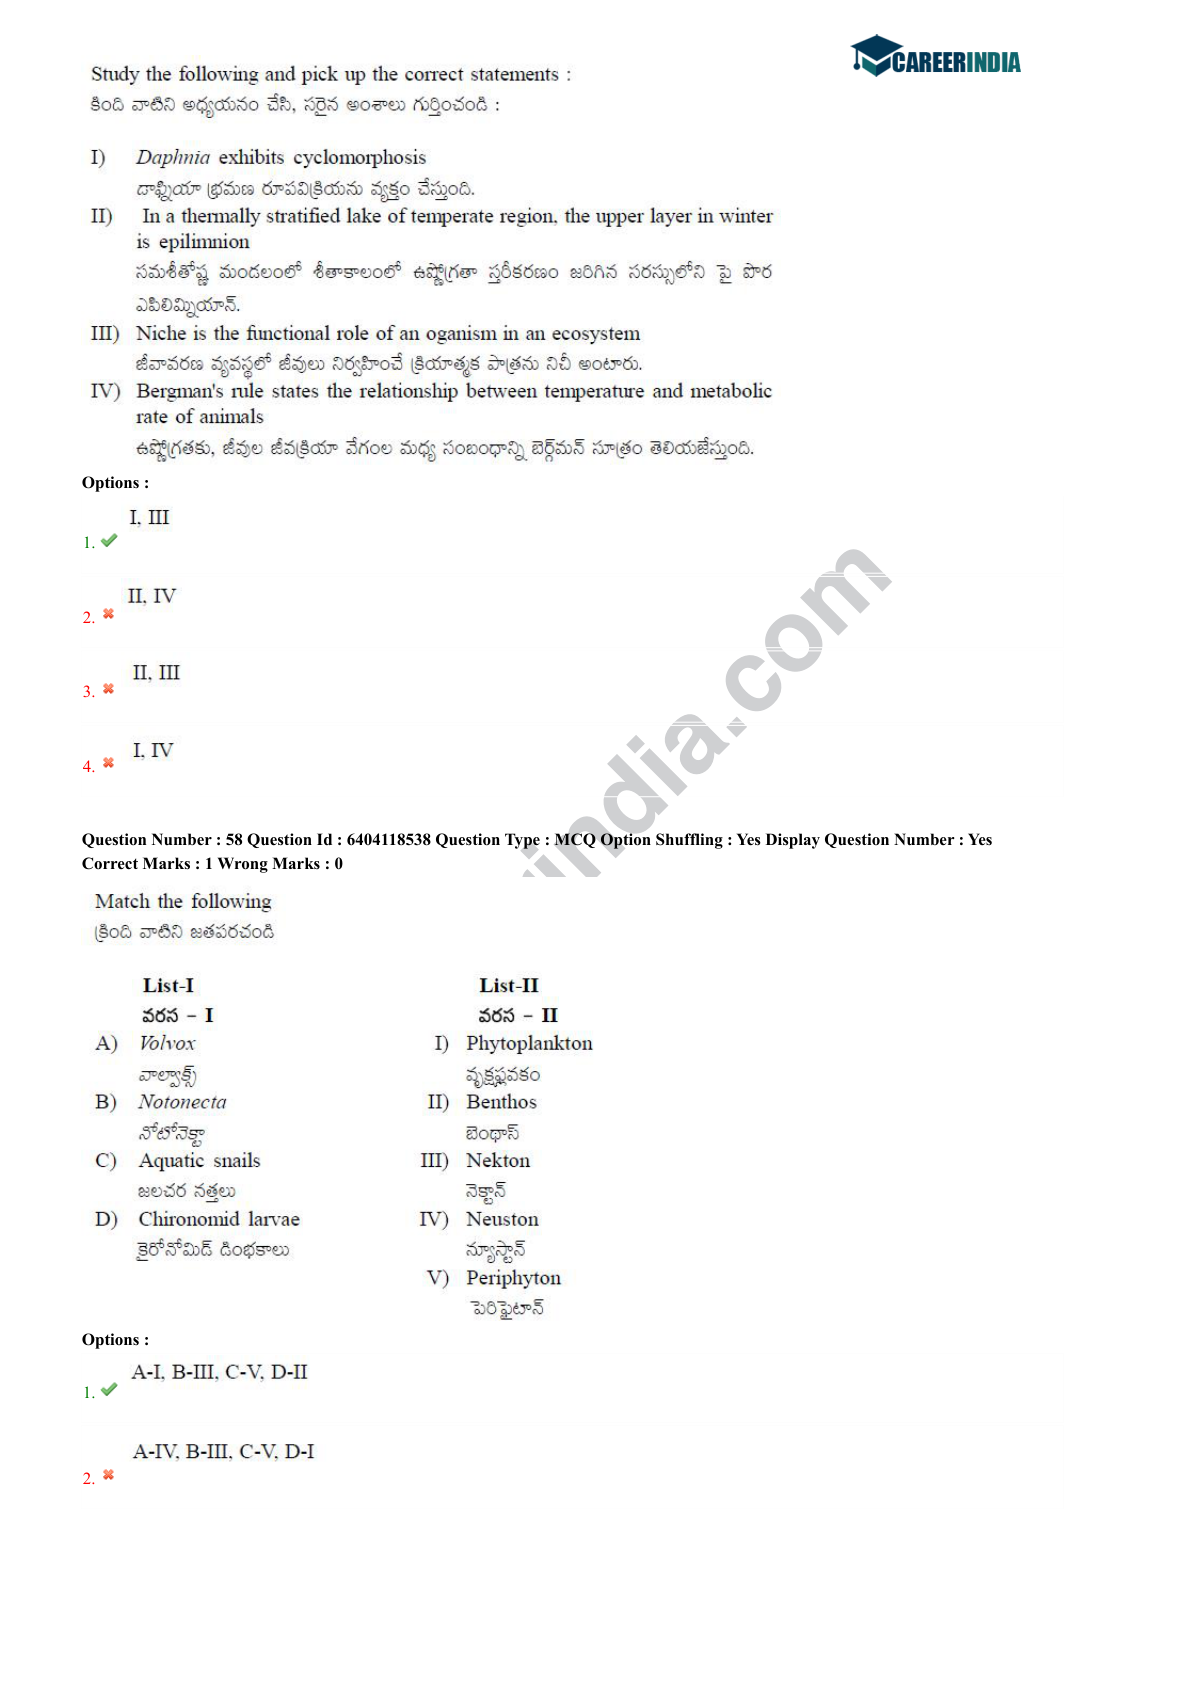 CAREERINDIA
Study the following and pick up the correct statements :
కింది వాటిని అధ్యయనం చేసి, సరైన అంశాలు గుర్తించండి :
I) Daphnia exhibits cyclomorphosis
దాఫ్నియా భ్రమణ రూపవిక్రియను వ్యక్తం చేస్తుంది.
II) In a thermally stratified lake of temperate region, the upper layer in winter
is epilimnion
సమశీతోష్ణ మండలంలో శీతాకాలంలో ఉష్ణోగ్రతా స్తరీకరణం జరిగిన సరస్సులోని పై పొర
ఎపిలిమ్నియాన్.
III) Niche is the functional role of an oganism in an ecosystem
జీవావరణ వ్యవస్థలో జీవులు నిర్వహించే క్రియాత్మక పాత్రను నిచీ అంటారు.
IV) Bergman's rule states the relationship between temperature and metabolic
rate of animals
ఉష్ణోగ్రతకు, జీవుల జీవక్రియా వేగంల మధ్య సంబంధాన్ని బెర్గ్‌మన్ సూత్రం తెలియజేస్తుంది.
Options :
I, III
1.
II, IV
2.
II, III
3.
I, IV
4.
india.com
Question Number : 58 Question Id : 6404118538 Question Type : MCQ Option Shuffling : Yes Display Question Number : Yes
Correct Marks : 1 Wrong Marks : 0
Match the following
క్రింది వాటిని జతపరచండి
List-I List-II
వరస – I వరస – II
A) Volvox I) Phytoplankton
వాల్వాక్స్ వృక్షప్లవకం
B) Notonecta II) Benthos
నోటోనెక్టా బెంథాస్
C) Aquatic snails III) Nekton
జలచర నత్తలు నెక్టాన్
D) Chironomid larvae IV) Neuston
కైరోనోమిడ్ డింభకాలు న్యూస్టాన్
V) Periphyton
పెరిఫైటాన్
Options :
A-I, B-III, C-V, D-II
1.
A-IV, B-III, C-V, D-I
2.